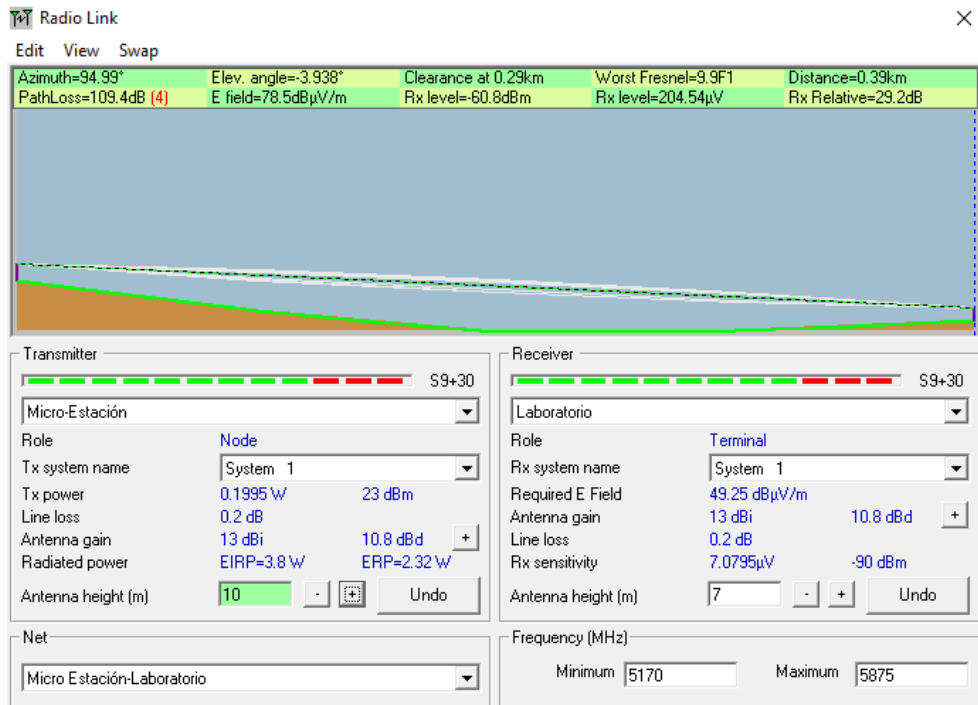 Radio Link
Edit View Swap
Azimuth=94.99° Elev. angle=-3.938° Clearance at 0.29km Worst Fresnel=9.9F1 Distance=0.39km
PathLoss=109.4dB (4) E field=78.5dBµV/m Rx level=-60.8dBm Rx level=204.54µV Rx Relative=29.2dB
Transmitter
S9+30
Micro-Estación
Role Node
Tx system name System 1
Tx power 0.1995 W 23 dBm
Line loss 0.2 dB
Antenna gain 13 dBi 10.8 dBd +
Radiated power EIRP=3.8 W ERP=2.32 W
Antenna height (m) 10 - + Undo
Net
Micro Estación-Laboratorio
Receiver
S9+30
Laboratorio
Role Terminal
Rx system name System 1
Required E Field 49.25 dBµV/m
Antenna gain 13 dBi 10.8 dBd +
Line loss 0.2 dB
Rx sensitivity 7.0795µV -90 dBm
Antenna height (m) 7 - + Undo
Frequency (MHz)
Minimum 5170 Maximum 5875